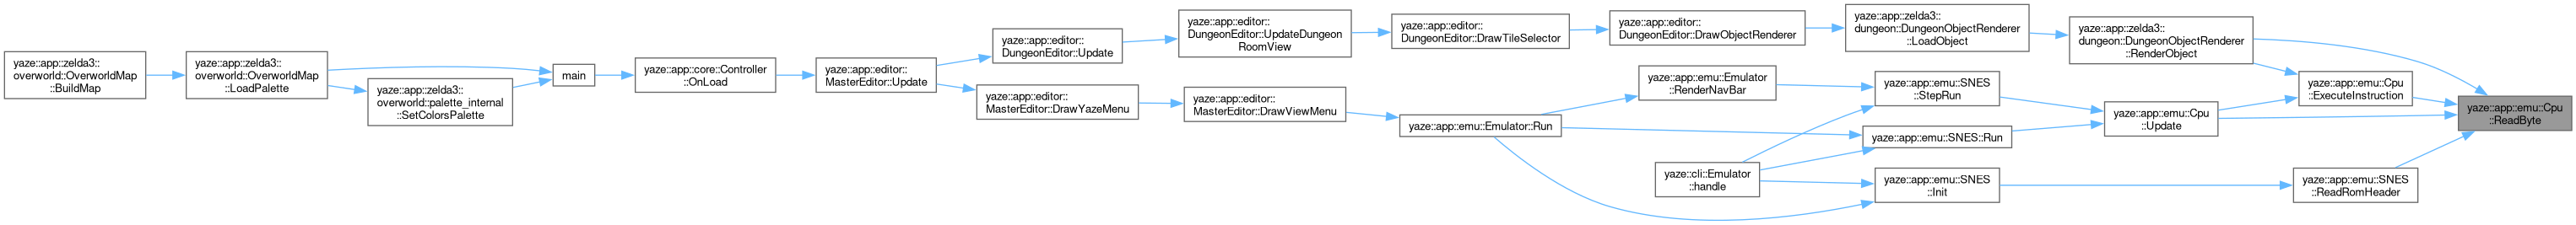 yaze::app::zelda3::
overworld::OverworldMap
::BuildMap
yaze::app::zelda3::
overworld::OverworldMap
::LoadPalette
yaze::app::zelda3::
overworld::palette_internal
::SetColorsPalette
main
yaze::app::core::Controller
::OnLoad
yaze::app::editor::
MasterEditor::Update
yaze::app::editor::
DungeonEditor::Update
yaze::app::editor::
MasterEditor::DrawYazeMenu
yaze::app::editor::
DungeonEditor::UpdateDungeon
RoomView
yaze::app::editor::
MasterEditor::DrawViewMenu
yaze::app::editor::
DungeonEditor::DrawTileSelector
yaze::app::emu::Emulator::Run
yaze::app::editor::
DungeonEditor::DrawObjectRenderer
yaze::app::emu::Emulator
::RenderNavBar
yaze::cli::Emulator
::handle
yaze::app::zelda3::
dungeon::DungeonObjectRenderer
::LoadObject
yaze::app::emu::SNES
::StepRun
yaze::app::emu::SNES::Run
yaze::app::emu::SNES
::Init
yaze::app::zelda3::
dungeon::DungeonObjectRenderer
::RenderObject
yaze::app::emu::Cpu
::Update
yaze::app::emu::Cpu
::ExecuteInstruction
yaze::app::emu::SNES
::ReadRomHeader
yaze::app::emu::Cpu
::ReadByte